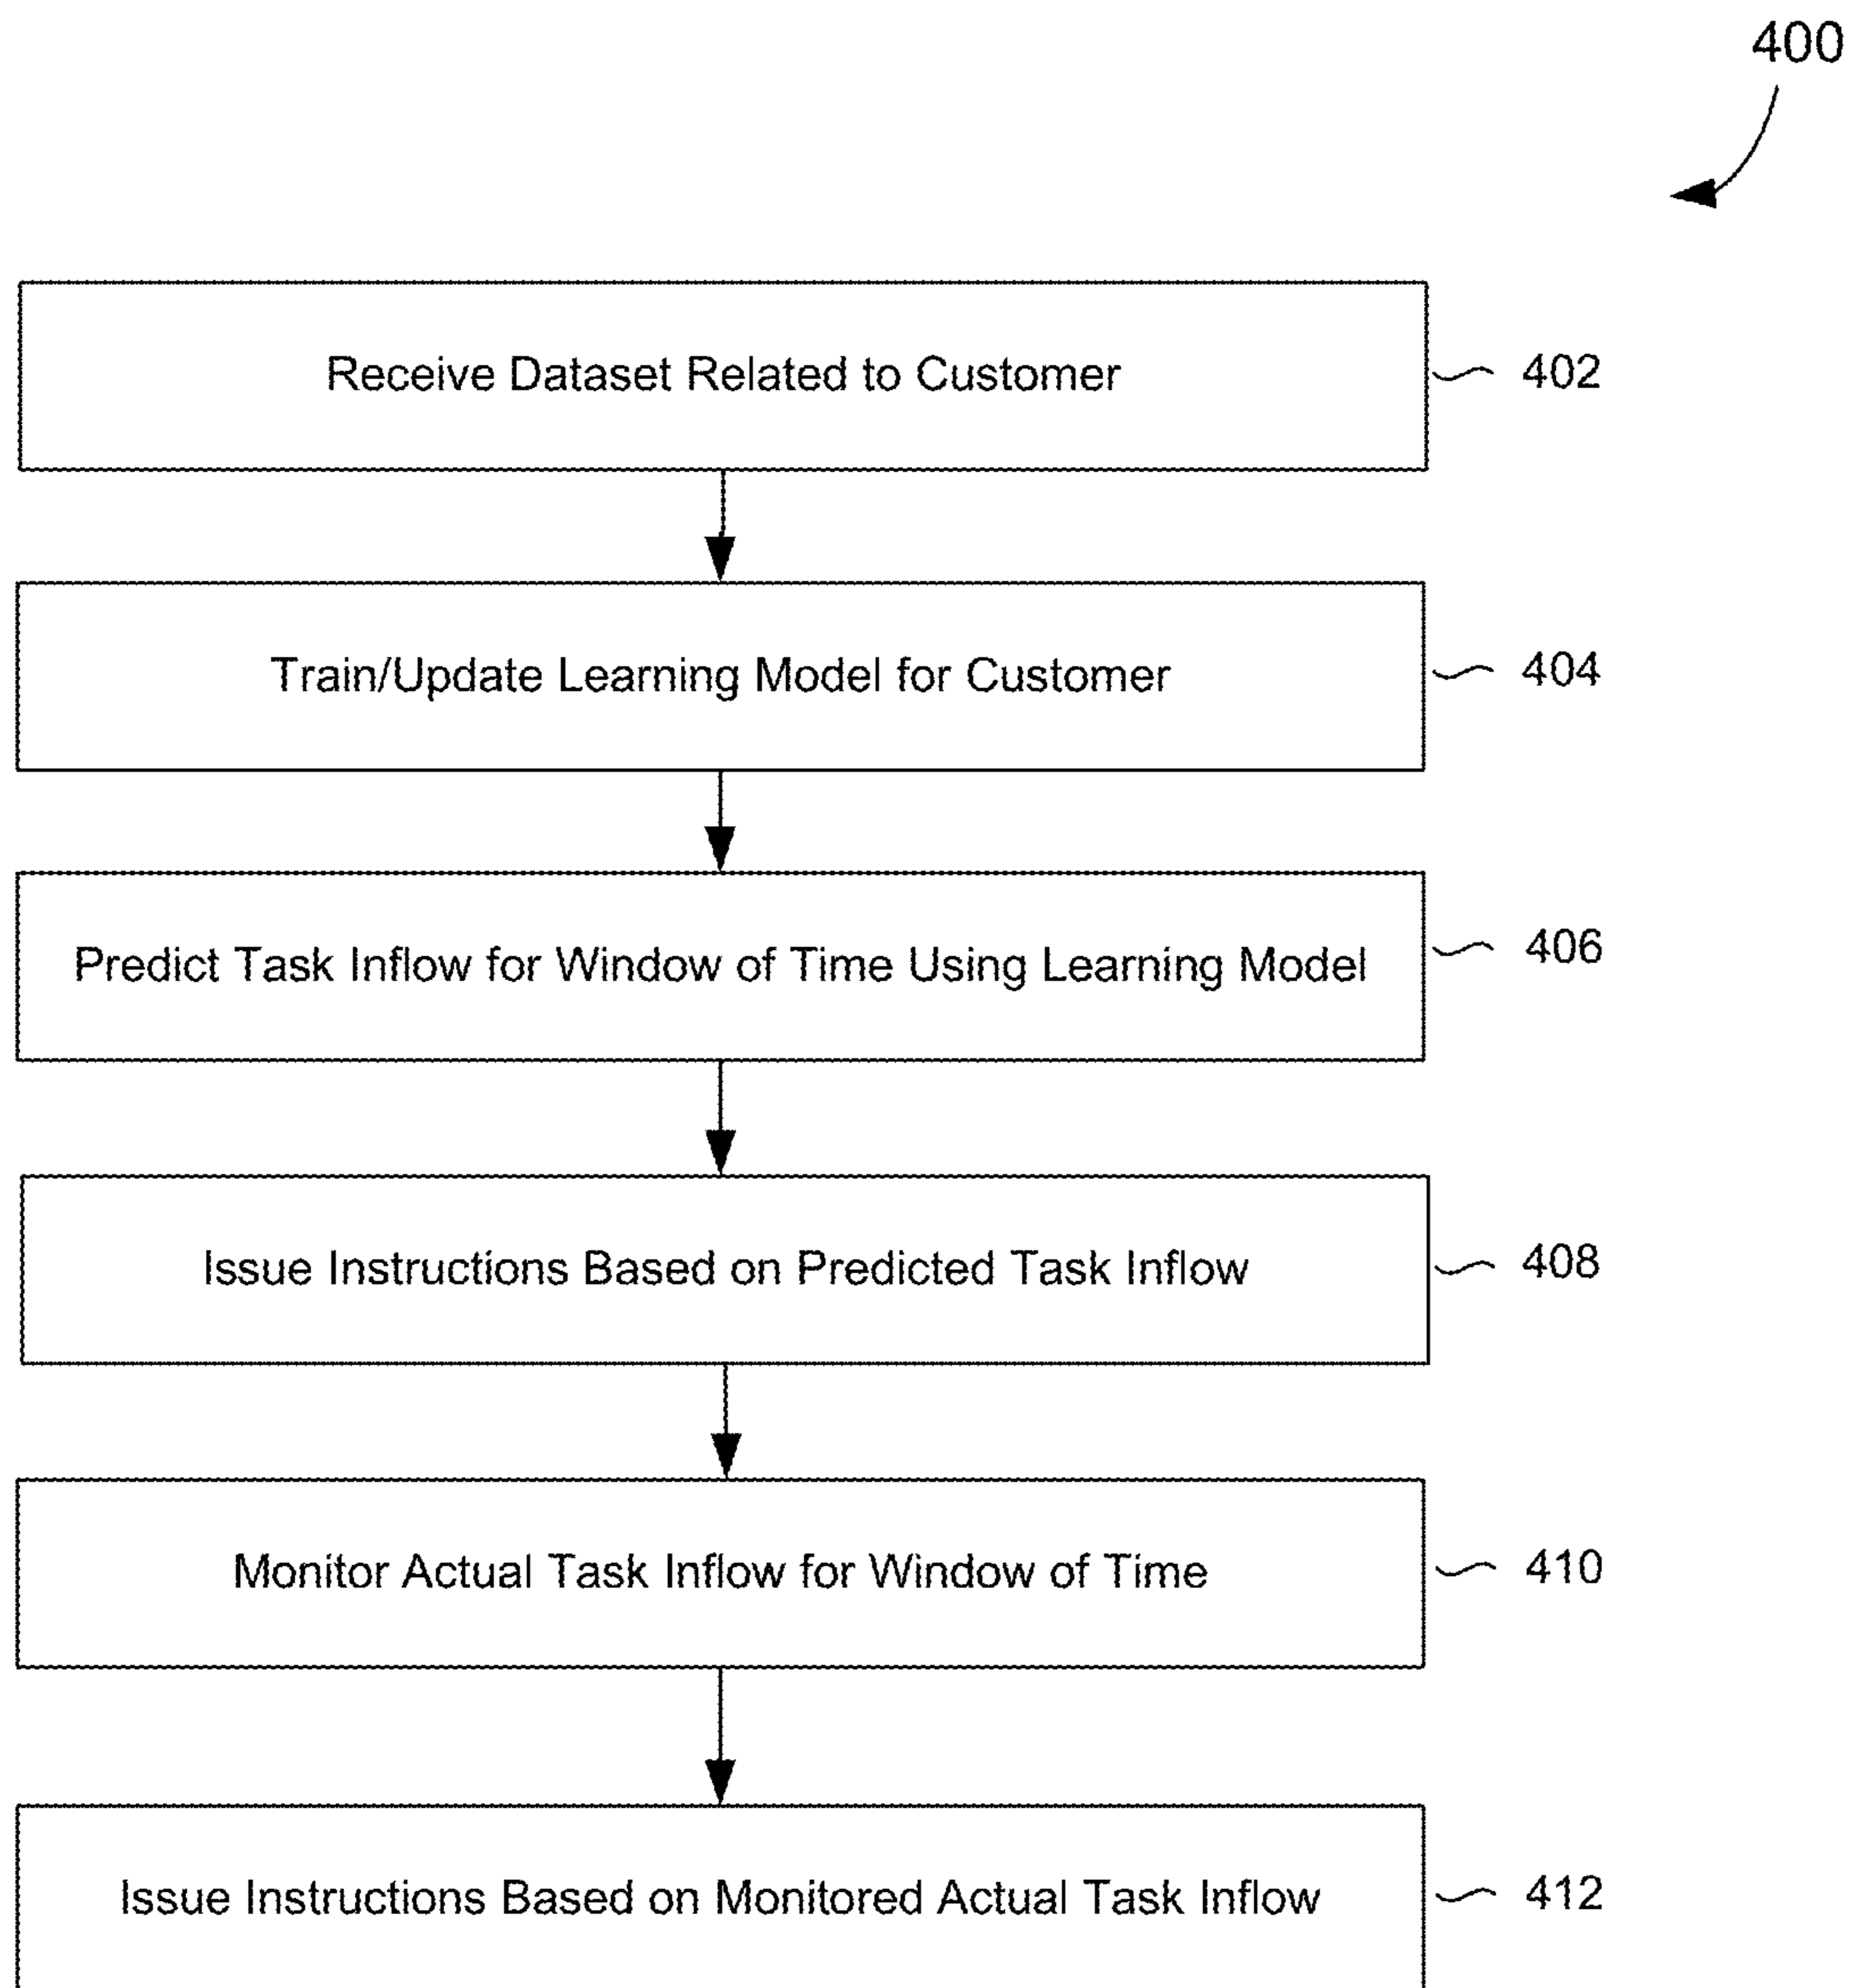 400
Receive Dataset Related to Customer
402
Train/Update Learning Model for Customer
404
Predict Task Inflow for Window of Time Using Learning Model
406
Issue Instructions Based on Predicted Task Inflow
408
Monitor Actual Task Inflow for Window of Time
410
Issue Instructions Based on Monitored Actual Task Inflow
412